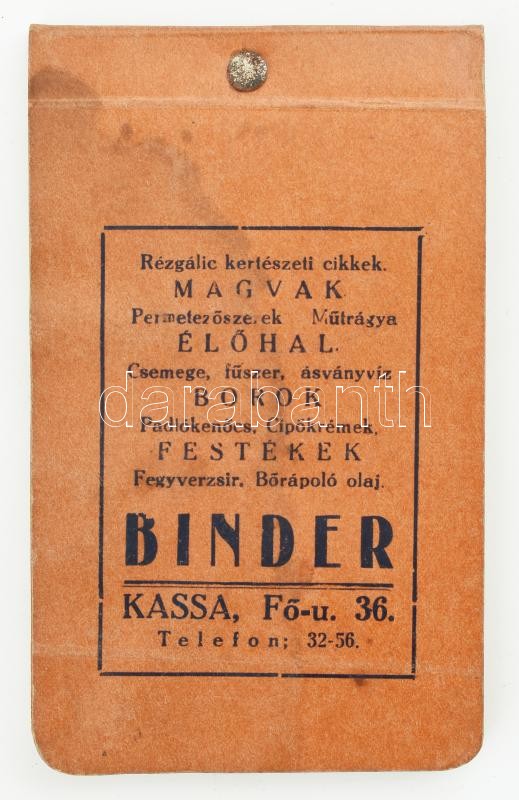 Rézgálic kertészeti cikkek.
MAGVAK
Permetezőszerek Műtrágya
ÉLŐHAL.
Csemege, fűszer, ásványvíz
BOROK
Padlókenőcs, Cipőkrémek,
FESTÉKEK
Fegyverzsir. Bőrápoló olaj.
BINDER
KASSA, Fő-u. 36.
Telefon; 32-56.
darabanth